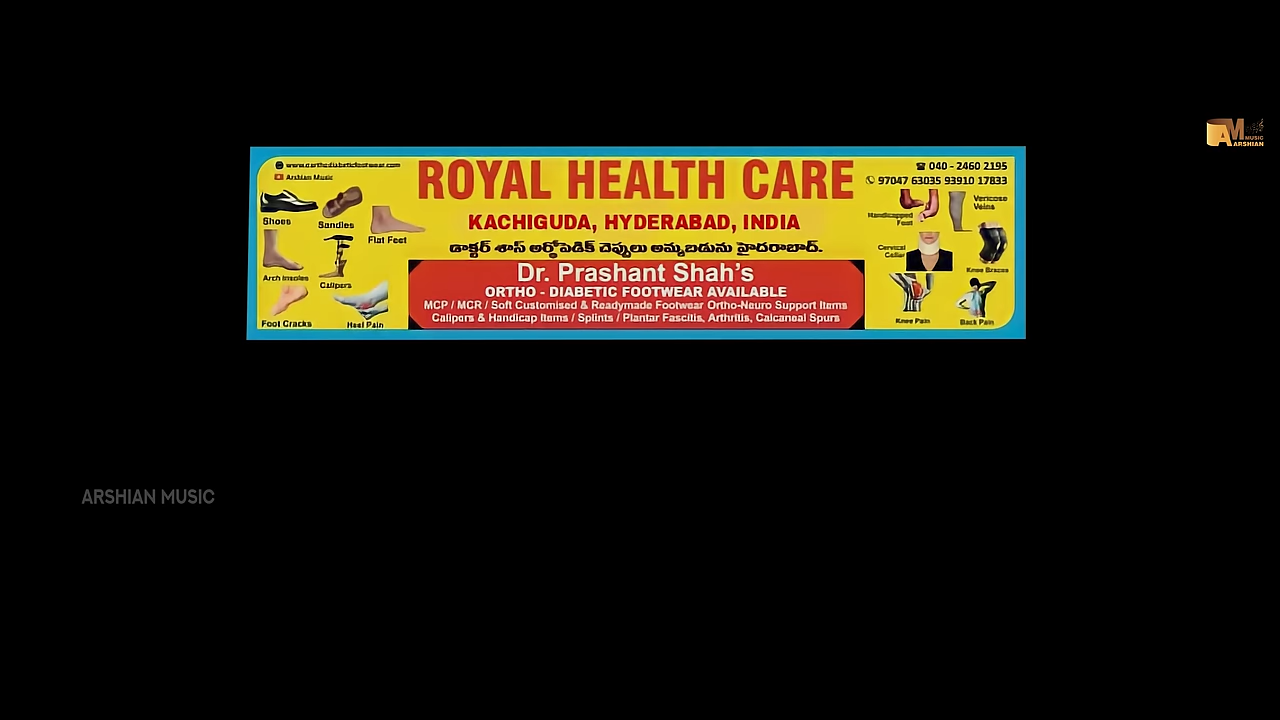 www.orthodiabeticfootwear.com
Arshian Music
ROYAL HEALTH CARE
040 - 2460 2195
97047 63035 93910 17833
KACHIGUDA, HYDERABAD, INDIA
డాక్టర్ శాస్ అర్థోపెడిక్ చెప్పులు అమ్మబడును హైదరాబాద్.
Dr. Prashant Shah's
ORTHO - DIABETIC FOOTWEAR AVAILABLE
MCP / MCR / Soft Customised & Readymade Footwear Ortho-Neuro Support Items
Calipers & Handicap Items / Splints / Plantar Fascitis, Arthritis, Calcaneal Spurs
Shoes
Sandles
Flat Feet
Arch Insoles
Calipers
Foot Cracks
Heel Pain
Handicapped
Foot
Vericose
Veins
Cervical
Collar
Knee Braces
Knee Pain
Back Pain
AM
MUSIC
ARSHIAN
ARSHIAN MUSIC